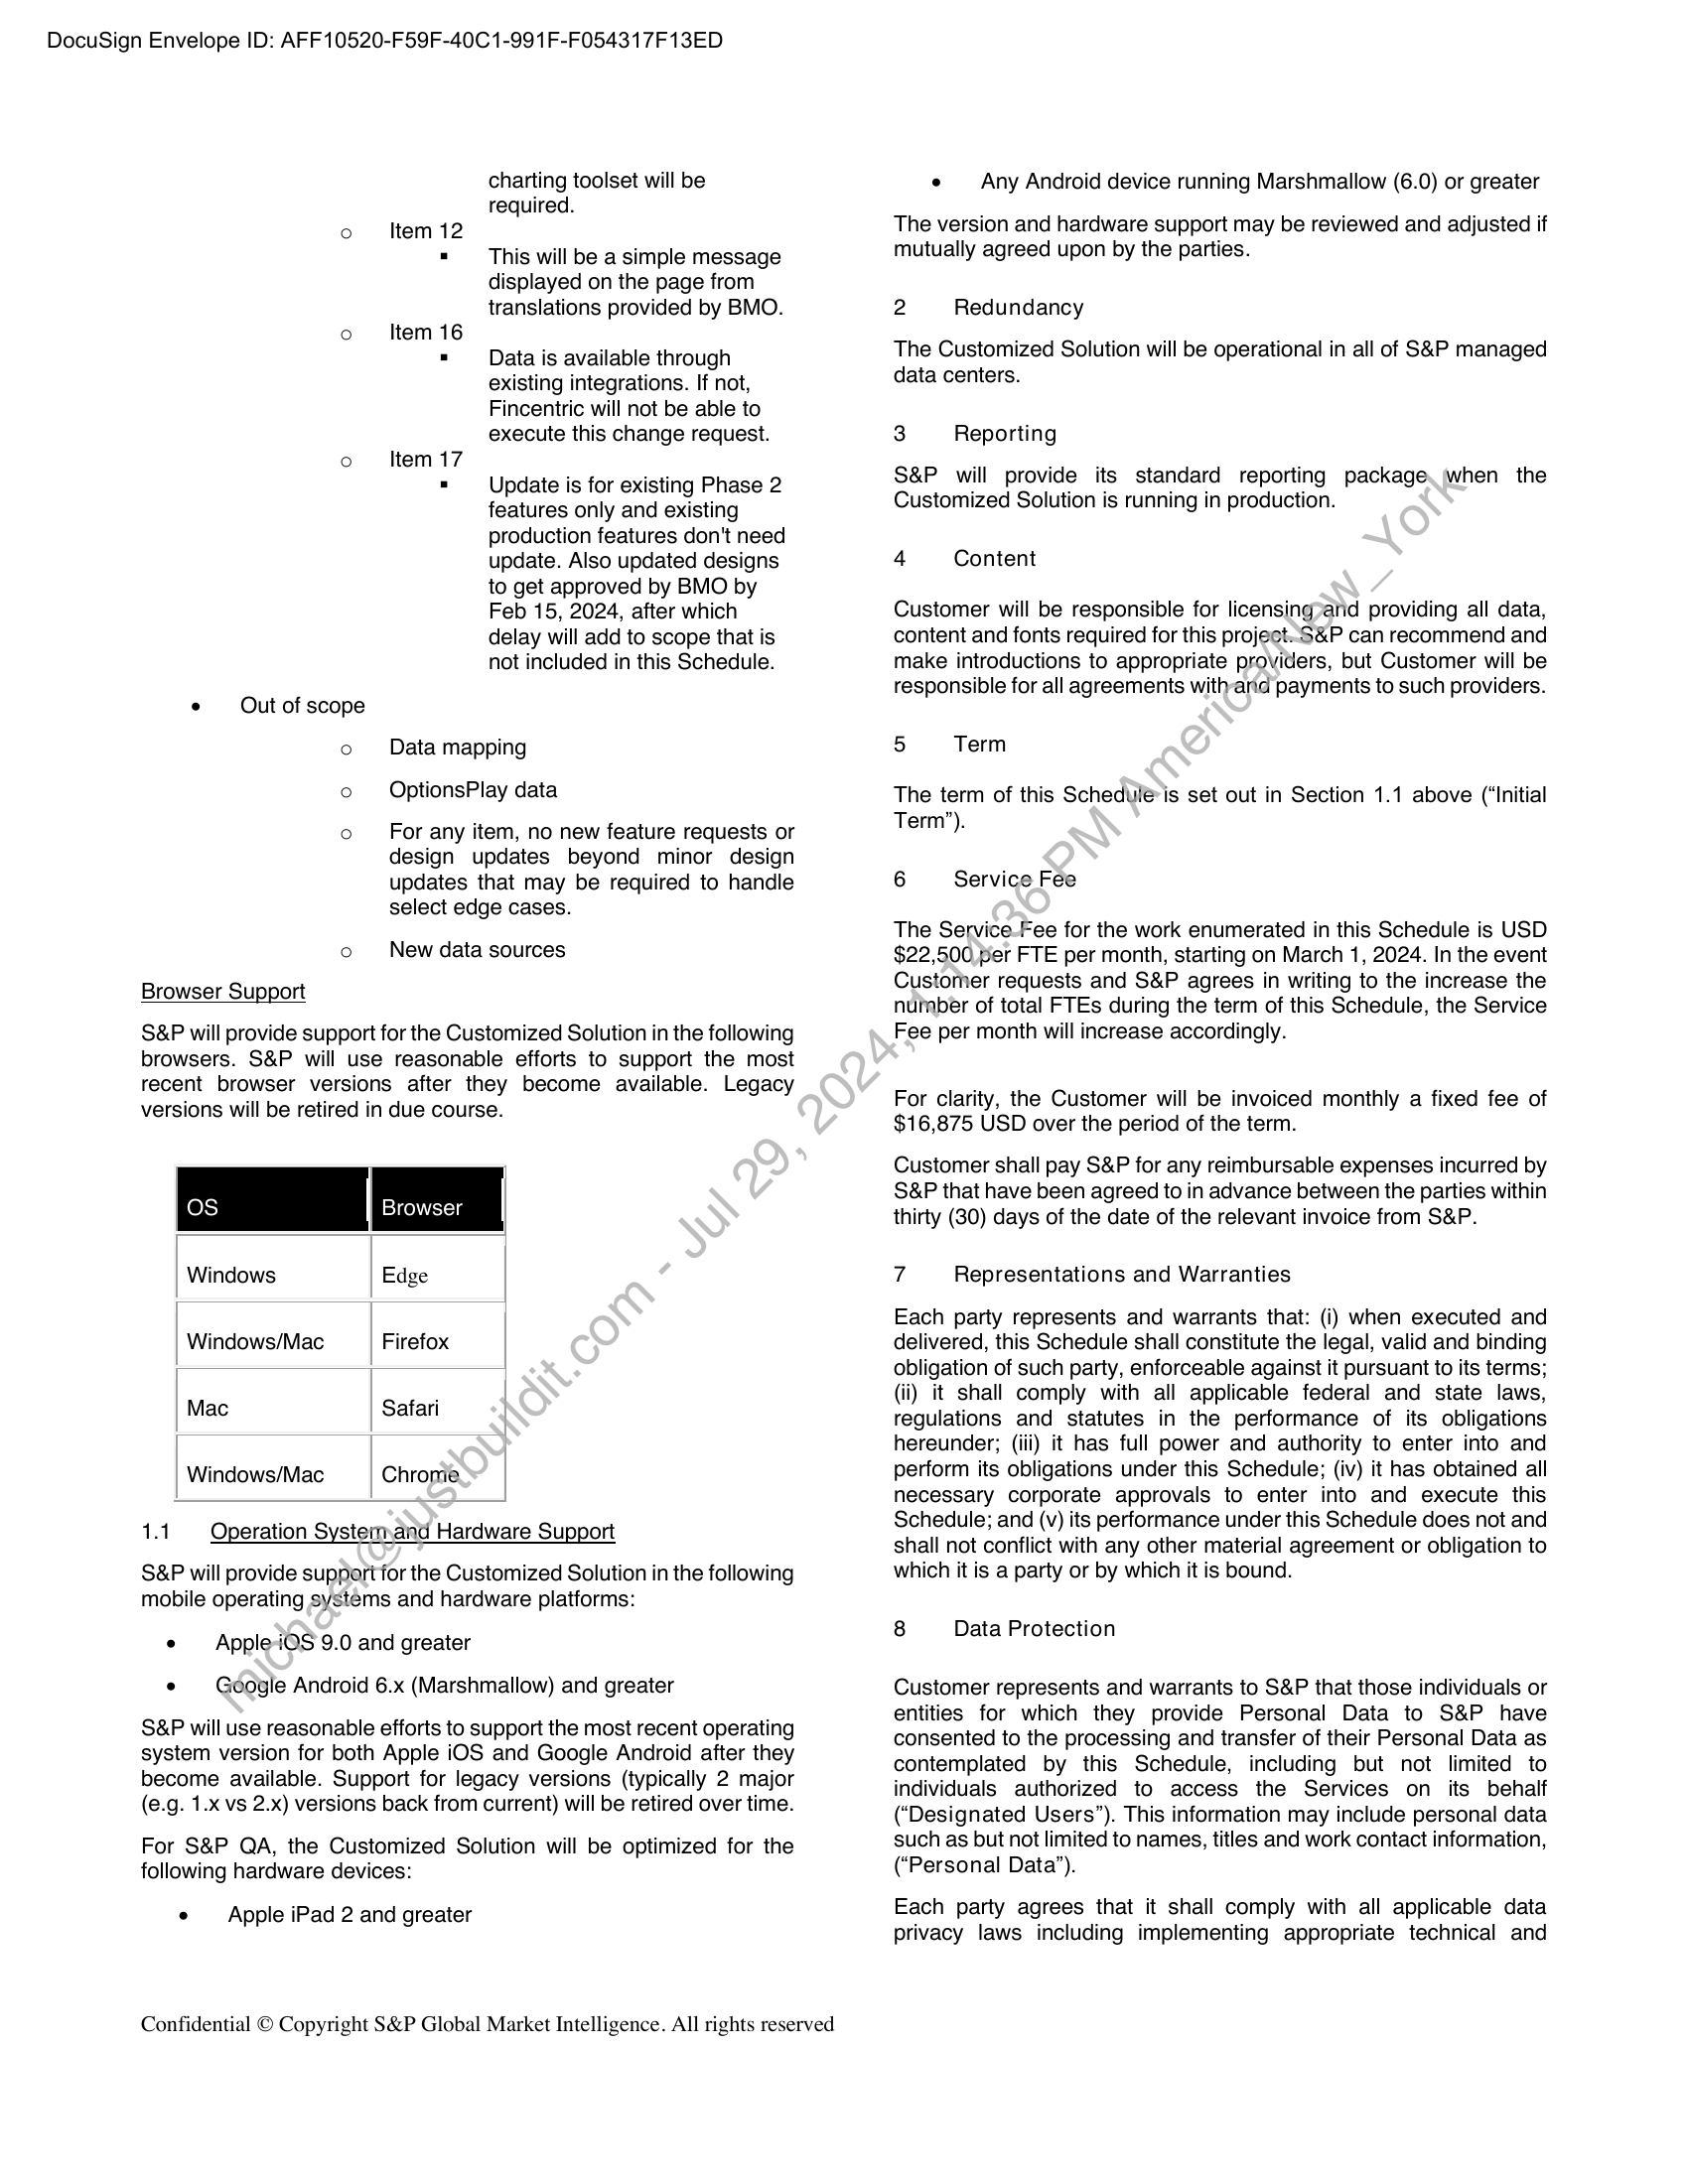 DocuSign Envelope ID: AFF10520-F59F-40C1-991F-F054317F13ED
charting toolset will be
required.
○ Item 12
▪ This will be a simple message
displayed on the page from
translations provided by BMO.
○ Item 16
▪ Data is available through
existing integrations. If not,
Fincentric will not be able to
execute this change request.
○ Item 17
▪ Update is for existing Phase 2
features only and existing
production features don't need
update. Also updated designs
to get approved by BMO by
Feb 15, 2024, after which
delay will add to scope that is
not included in this Schedule.
• Out of scope
○ Data mapping
○ OptionsPlay data
○ For any item, no new feature requests or
design updates beyond minor design
updates that may be required to handle
select edge cases.
○ New data sources
Browser Support
S&P will provide support for the Customized Solution in the following
browsers. S&P will use reasonable efforts to support the most
recent browser versions after they become available. Legacy
versions will be retired in due course.
OS Browser
Windows Edge
Windows/Mac Firefox
Mac Safari
Windows/Mac Chrome
1.1 Operation System and Hardware Support
S&P will provide support for the Customized Solution in the following
mobile operating systems and hardware platforms:
• Apple iOS 9.0 and greater
• Google Android 6.x (Marshmallow) and greater
S&P will use reasonable efforts to support the most recent operating
system version for both Apple iOS and Google Android after they
become available. Support for legacy versions (typically 2 major
(e.g. 1.x vs 2.x) versions back from current) will be retired over time.
For S&P QA, the Customized Solution will be optimized for the
following hardware devices:
• Apple iPad 2 and greater
• Any Android device running Marshmallow (6.0) or greater
The version and hardware support may be reviewed and adjusted if
mutually agreed upon by the parties.
2 Redundancy
The Customized Solution will be operational in all of S&P managed
data centers.
3 Reporting
S&P will provide its standard reporting package when the
Customized Solution is running in production.
4 Content
Customer will be responsible for licensing and providing all data,
content and fonts required for this project. S&P can recommend and
make introductions to appropriate providers, but Customer will be
responsible for all agreements with and payments to such providers.
5 Term
The term of this Schedule is set out in Section 1.1 above (“Initial
Term”).
6 Service Fee
The Service Fee for the work enumerated in this Schedule is USD
$22,500 per FTE per month, starting on March 1, 2024. In the event
Customer requests and S&P agrees in writing to the increase the
number of total FTEs during the term of this Schedule, the Service
Fee per month will increase accordingly.
For clarity, the Customer will be invoiced monthly a fixed fee of
$16,875 USD over the period of the term.
Customer shall pay S&P for any reimbursable expenses incurred by
S&P that have been agreed to in advance between the parties within
thirty (30) days of the date of the relevant invoice from S&P.
7 Representations and Warranties
Each party represents and warrants that: (i) when executed and
delivered, this Schedule shall constitute the legal, valid and binding
obligation of such party, enforceable against it pursuant to its terms;
(ii) it shall comply with all applicable federal and state laws,
regulations and statutes in the performance of its obligations
hereunder; (iii) it has full power and authority to enter into and
perform its obligations under this Schedule; (iv) it has obtained all
necessary corporate approvals to enter into and execute this
Schedule; and (v) its performance under this Schedule does not and
shall not conflict with any other material agreement or obligation to
which it is a party or by which it is bound.
8 Data Protection
Customer represents and warrants to S&P that those individuals or
entities for which they provide Personal Data to S&P have
consented to the processing and transfer of their Personal Data as
contemplated by this Schedule, including but not limited to
individuals authorized to access the Services on its behalf
(“Designated Users”). This information may include personal data
such as but not limited to names, titles and work contact information,
(“Personal Data”).
Each party agrees that it shall comply with all applicable data
privacy laws including implementing appropriate technical and
Confidential © Copyright S&P Global Market Intelligence. All rights reserved
michael@justbuildit.com - Jul 29, 2024, 1:14:36 PM America/New_York